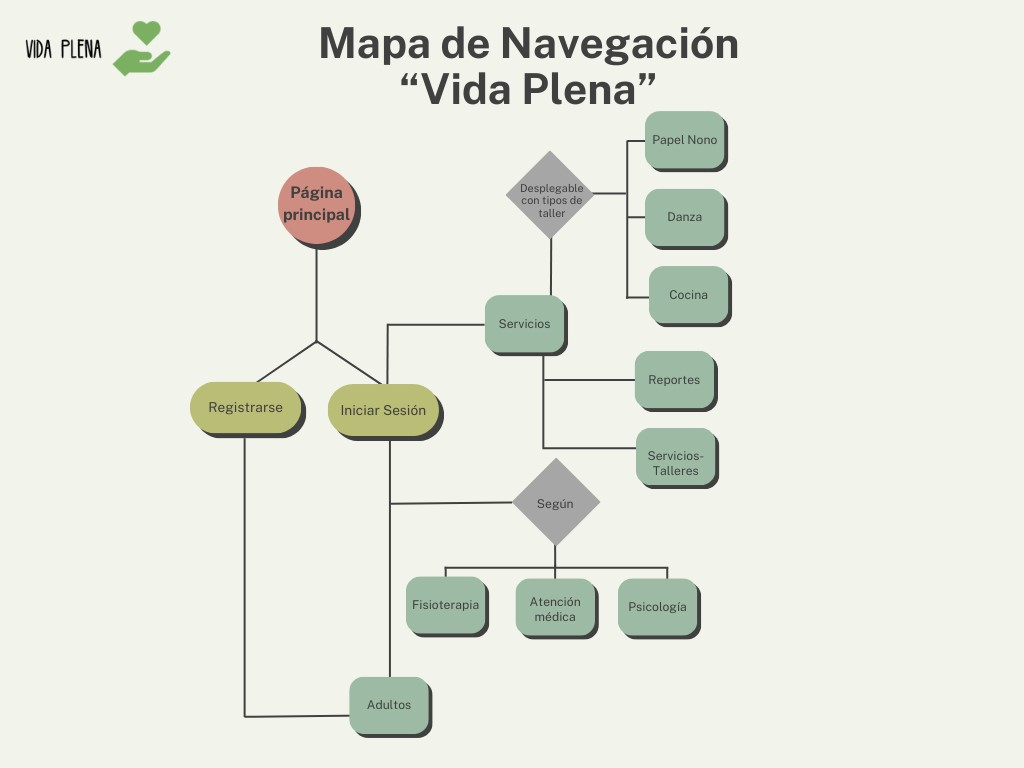 VIDA PLENA
Mapa de Navegación
“Vida Plena”
Papel Nono
Página
principal
Desplegable
con tipos de
taller
Danza
Cocina
Servicios
Reportes
Registrarse
Iniciar Sesión
Servicios-
Talleres
Según
Fisioterapia
Atención
médica
Psicología
Adultos